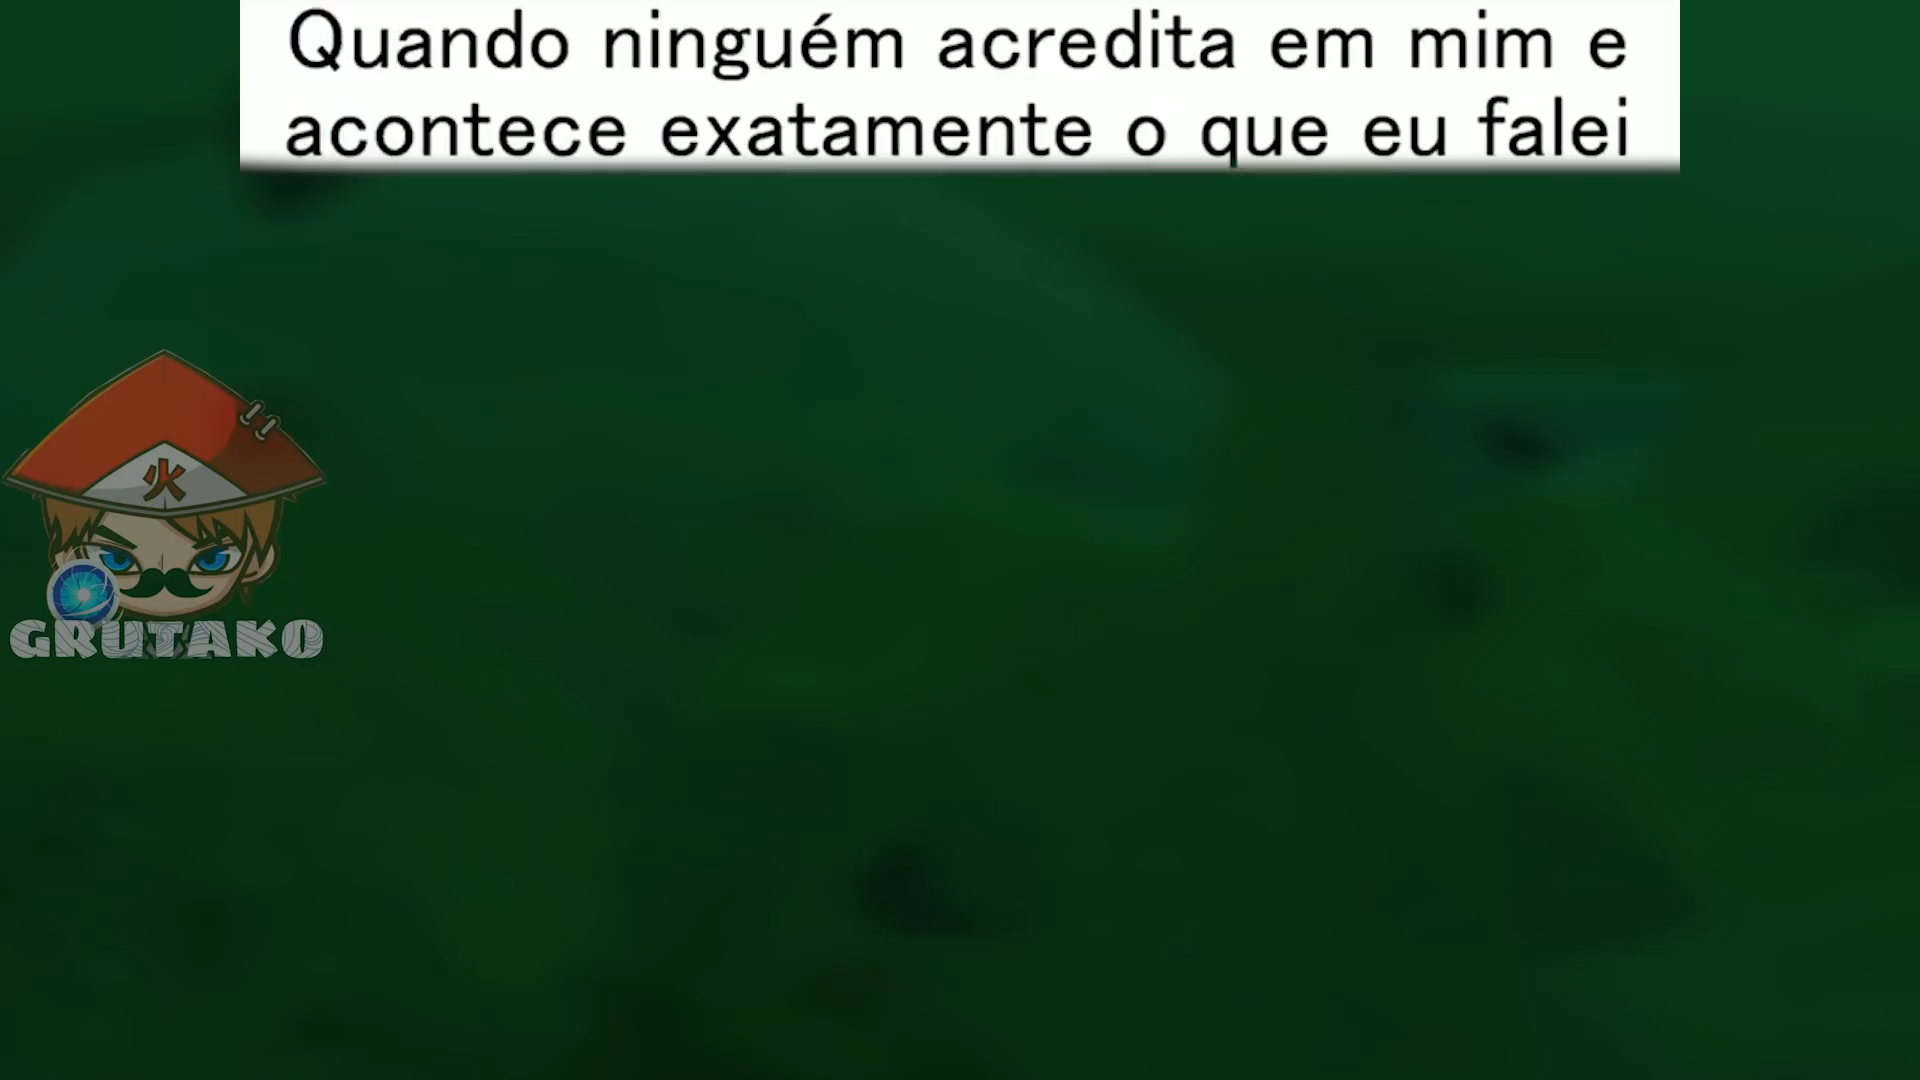 Quando ninguém acredita em mim e
acontece exatamente o que eu falei
火
GRUTAKO